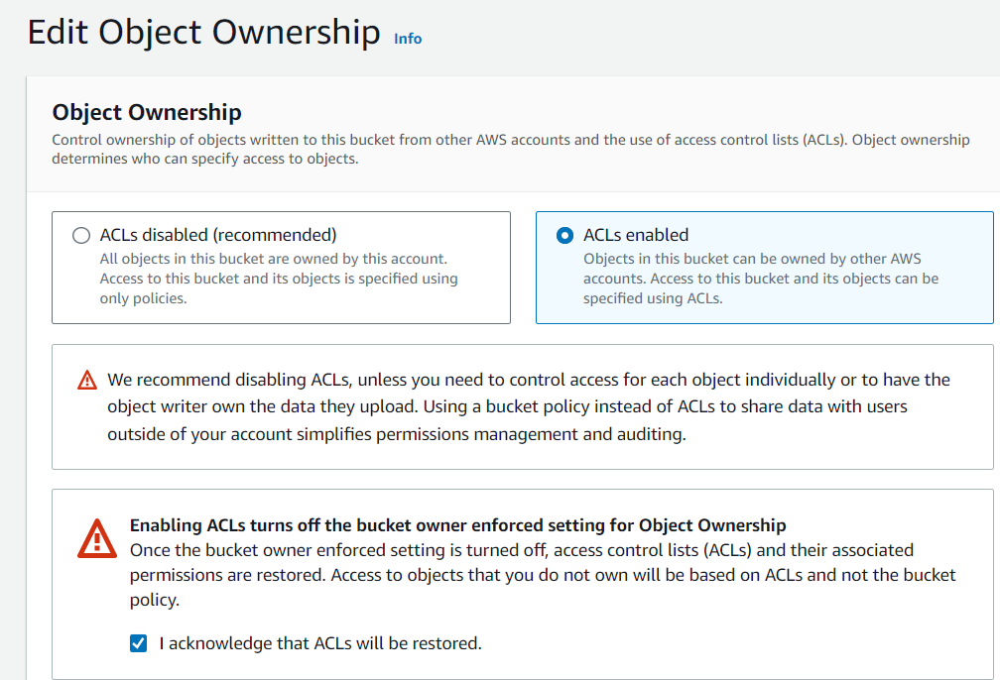 Edit Object Ownership Info
Object Ownership
Control ownership of objects written to this bucket from other AWS accounts and the use of access control lists (ACLs). Object ownership
determines who can specify access to objects.
ACLs disabled (recommended)
All objects in this bucket are owned by this account.
Access to this bucket and its objects is specified using
only policies.
ACLs enabled
Objects in this bucket can be owned by other AWS
accounts. Access to this bucket and its objects can be
specified using ACLs.
We recommend disabling ACLs, unless you need to control access for each object individually or to have the
object writer own the data they upload. Using a bucket policy instead of ACLs to share data with users
outside of your account simplifies permissions management and auditing.
Enabling ACLs turns off the bucket owner enforced setting for Object Ownership
Once the bucket owner enforced setting is turned off, access control lists (ACLs) and their associated
permissions are restored. Access to objects that you do not own will be based on ACLs and not the bucket
policy.
I acknowledge that ACLs will be restored.